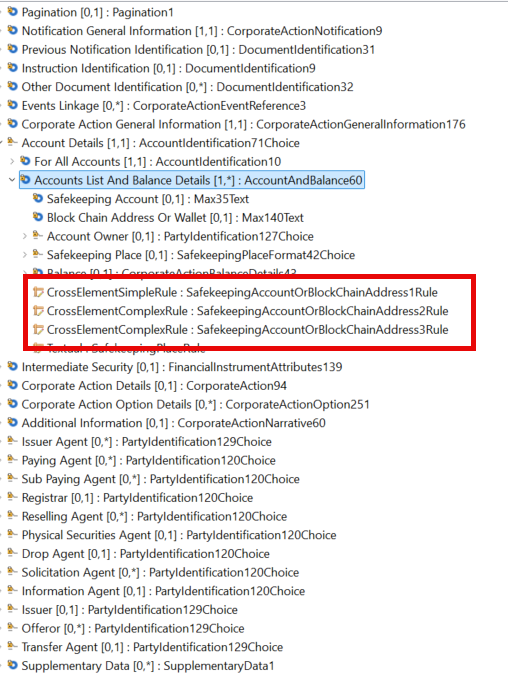 Pagination [0,1] : Pagination1
Notification General Information [1,1] : CorporateActionNotification9
Previous Notification Identification [0,1] : DocumentIdentification31
Instruction Identification [0,1] : DocumentIdentification9
Other Document Identification [0,*] : DocumentIdentification32
Events Linkage [0,*] : CorporateActionEventReference3
Corporate Action General Information [1,1] : CorporateActionGeneralInformation176
Account Details [1,1] : AccountIdentification71Choice
For All Accounts [1,1] : AccountIdentification10
Accounts List And Balance Details [1,*] : AccountAndBalance60
Safekeeping Account [0,1] : Max35Text
Block Chain Address Or Wallet [0,1] : Max140Text
Account Owner [0,1] : PartyIdentification127Choice
Safekeeping Place [0,1] : SafekeepingPlaceFormat42Choice
Balance [0,1] : CorporateActionBalanceDetails43
CrossElementSimpleRule : SafekeepingAccountOrBlockChainAddress1Rule
CrossElementComplexRule : SafekeepingAccountOrBlockChainAddress2Rule
CrossElementComplexRule : SafekeepingAccountOrBlockChainAddress3Rule
Textual : SafekeepingPlaceRule
Intermediate Security [0,1] : FinancialInstrumentAttributes139
Corporate Action Details [0,1] : CorporateAction94
Corporate Action Option Details [0,*] : CorporateActionOption251
Additional Information [0,1] : CorporateActionNarrative60
Issuer Agent [0,*] : PartyIdentification129Choice
Paying Agent [0,*] : PartyIdentification120Choice
Sub Paying Agent [0,*] : PartyIdentification120Choice
Registrar [0,1] : PartyIdentification120Choice
Reselling Agent [0,*] : PartyIdentification120Choice
Physical Securities Agent [0,1] : PartyIdentification120Choice
Drop Agent [0,1] : PartyIdentification120Choice
Solicitation Agent [0,*] : PartyIdentification120Choice
Information Agent [0,1] : PartyIdentification120Choice
Issuer [0,1] : PartyIdentification129Choice
Offeror [0,*] : PartyIdentification129Choice
Transfer Agent [0,1] : PartyIdentification129Choice
Supplementary Data [0,*] : SupplementaryData1